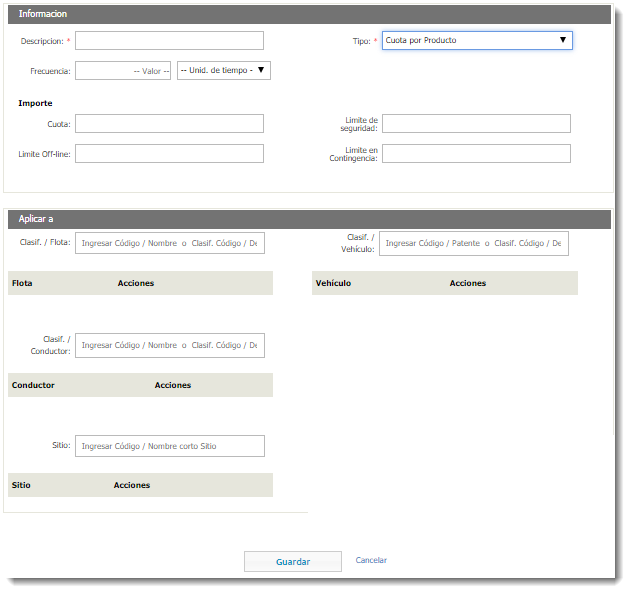 Informacion
Descripcion: *
Tipo: * Cuota por Producto
Frecuencia: -- Valor -- -- Unid. de tiempo -
Importe
Cuota:
Limite de
seguridad:
Limite Off-line:
Limite en
Contingencia:
Aplicar a
Clasif. / Flota: Ingresar Código / Nombre o Clasif. Código / De
Clasif. /
Vehículo: Ingresar Código / Patente o Clasif. Código / De
Flota Acciones
Vehículo Acciones
Clasif. /
Conductor: Ingresar Código / Nombre o Clasif. Código / De
Conductor Acciones
Sitio: Ingresar Código / Nombre corto Sitio
Sitio Acciones
Guardar Cancelar